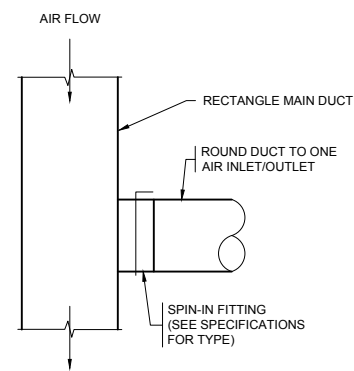 AIR FLOW
RECTANGLE MAIN DUCT
ROUND DUCT TO ONE
AIR INLET/OUTLET
SPIN-IN FITTING
(SEE SPECIFICATIONS
FOR TYPE)